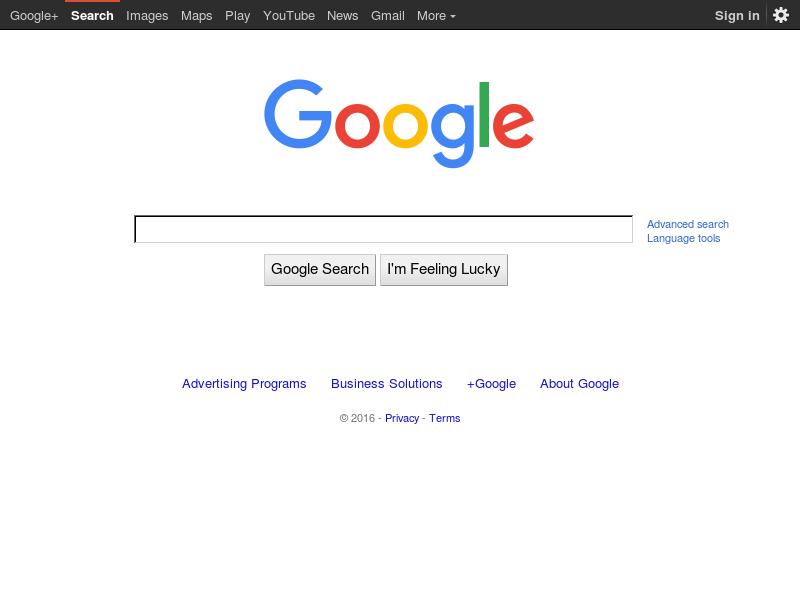 Google+ Search Images Maps Play YouTube News Gmail More Sign in
Google
Advanced search
Language tools
Google Search I'm Feeling Lucky
Advertising Programs Business Solutions +Google About Google
© 2016 - Privacy - Terms